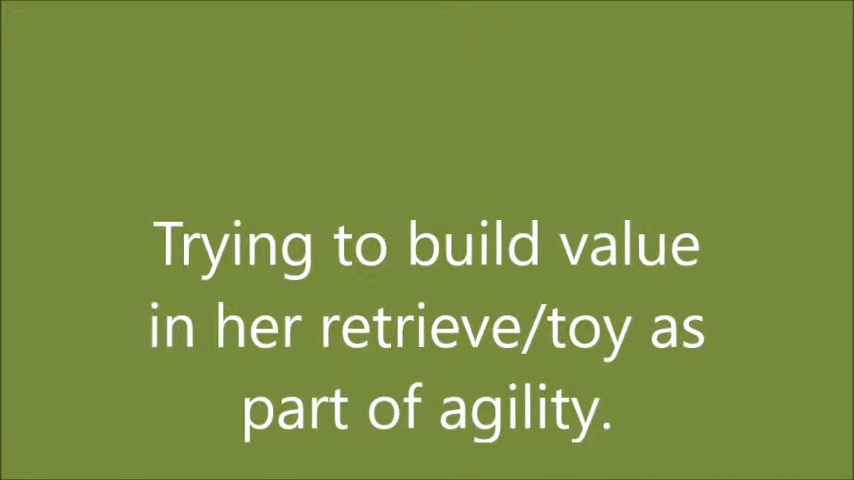 Trying to build value
in her retrieve/toy as
part of agility.